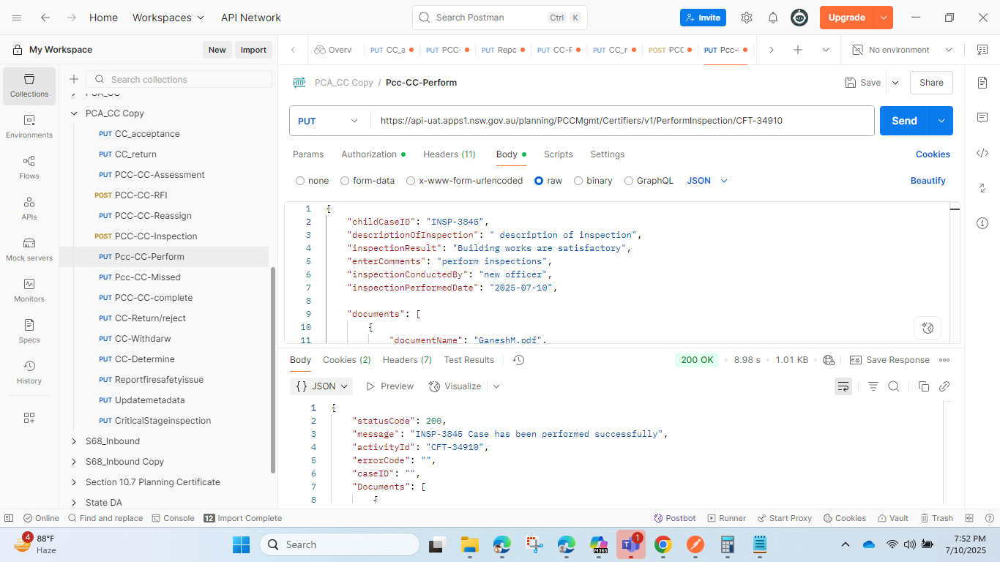 Home Workspaces API Network Search Postman Ctrl K Invite Upgrade
My Workspace New Import Overvi PUT CC_a PUT PCC- PUT Repo PUT CC-F PUT CC_r POST PCC PUT Pcc-( No environment
Collections
Environments
Flows
APIs
Mock servers
Monitors
Specs
History
Search collections
PCA_CC
PCA_CC Copy
PUT CC_acceptance
PUT CC_return
PUT PCC-CC-Assessment
POST PCC-CC-RFI
PUT PCC-CC-Reassign
POST PCC-CC-Inspection
PUT Pcc-CC-Perform
PUT Pcc-CC-Missed
PUT PCC-CC-complete
PUT CC-Return/reject
PUT CC-Withdarw
PUT CC-Determine
PUT Reportfiresafetyissue
PUT Updatemetadata
PUT CriticalStageinspection
S68_Inbound
S68_Inbound Copy
Section 10.7 Planning Certificate
State DA
HTTP PCA_CC Copy / Pcc-CC-Perform Save Share
PUT https://api-uat.apps1.nsw.gov.au/planning/PCCMgmt/Certifiers/v1/PerformInspection/CFT-34910 Send
Params Authorization Headers (11) Body Scripts Settings Cookies
none form-data x-www-form-urlencoded raw binary GraphQL JSON Beautify
1 {
2 "childCaseID": "INSP-3845",
3 "descriptionOfInspection": " description of inspection",
4 "inspectionResult": "Building works are satisfactory",
5 "enterComments": "perform inspections",
6 "inspectionConductedBy": "new officer",
7 "inspectionPerformedDate": "2025-07-10",
8
9 "documents": [
10 {
11 "documentName": "GaneshM.pdf",
Body Cookies (2) Headers (7) Test Results 200 OK • 8.98 s • 1.01 KB • e.g. Save Response
{} JSON Preview Visualize
1 {
2 "statusCode": 200,
3 "message": "INSP-3845 Case has been performed successfully",
4 "activityId": "CFT-34910",
5 "errorCode": "",
6 "caseID": "",
7 "Documents": [
8 {
Online Find and replace Console 12 Import Complete Postbot Runner Start Proxy Cookies Vault Trash
4 88°F
Haze
Search
M365
1
7:52 PM
7/10/2025